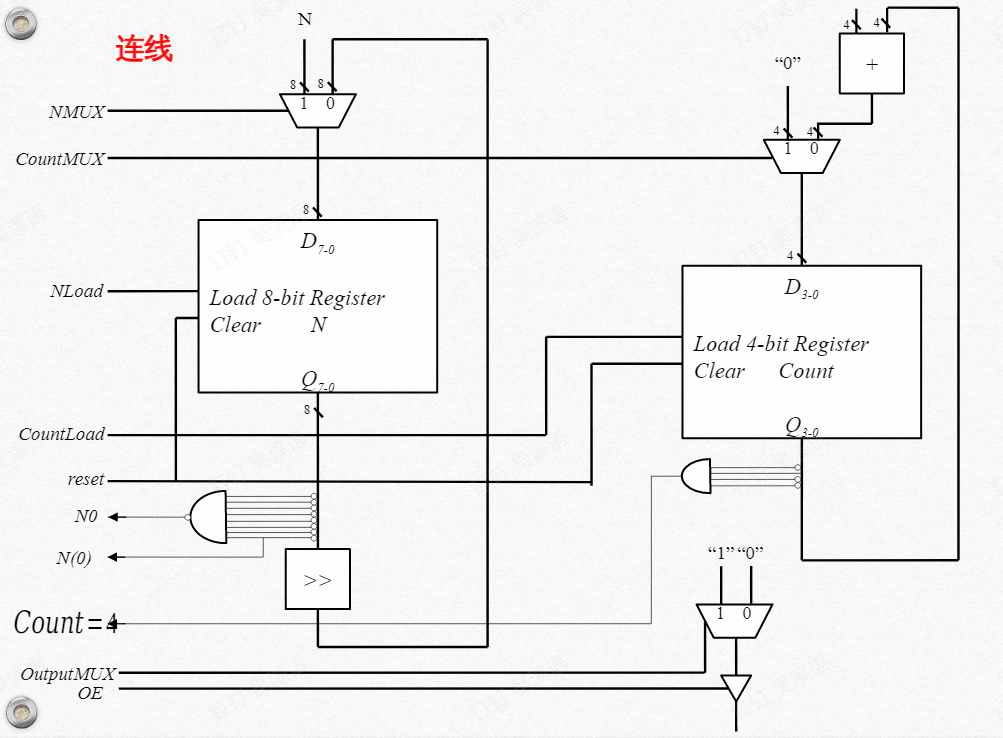 N
连线
4 4
+
“0”
8 8
1 0
NMUX
4 4
1 0
CountMUX
8
D7-0
4
D3-0
NLoad
Load 8-bit Register
Clear N
Load 4-bit Register
Clear Count
Q7-0
8
Q3-0
CountLoad
reset
N0
N(0)
“1” “0”
>>
1 0
Count=4
OutputMUX
OE